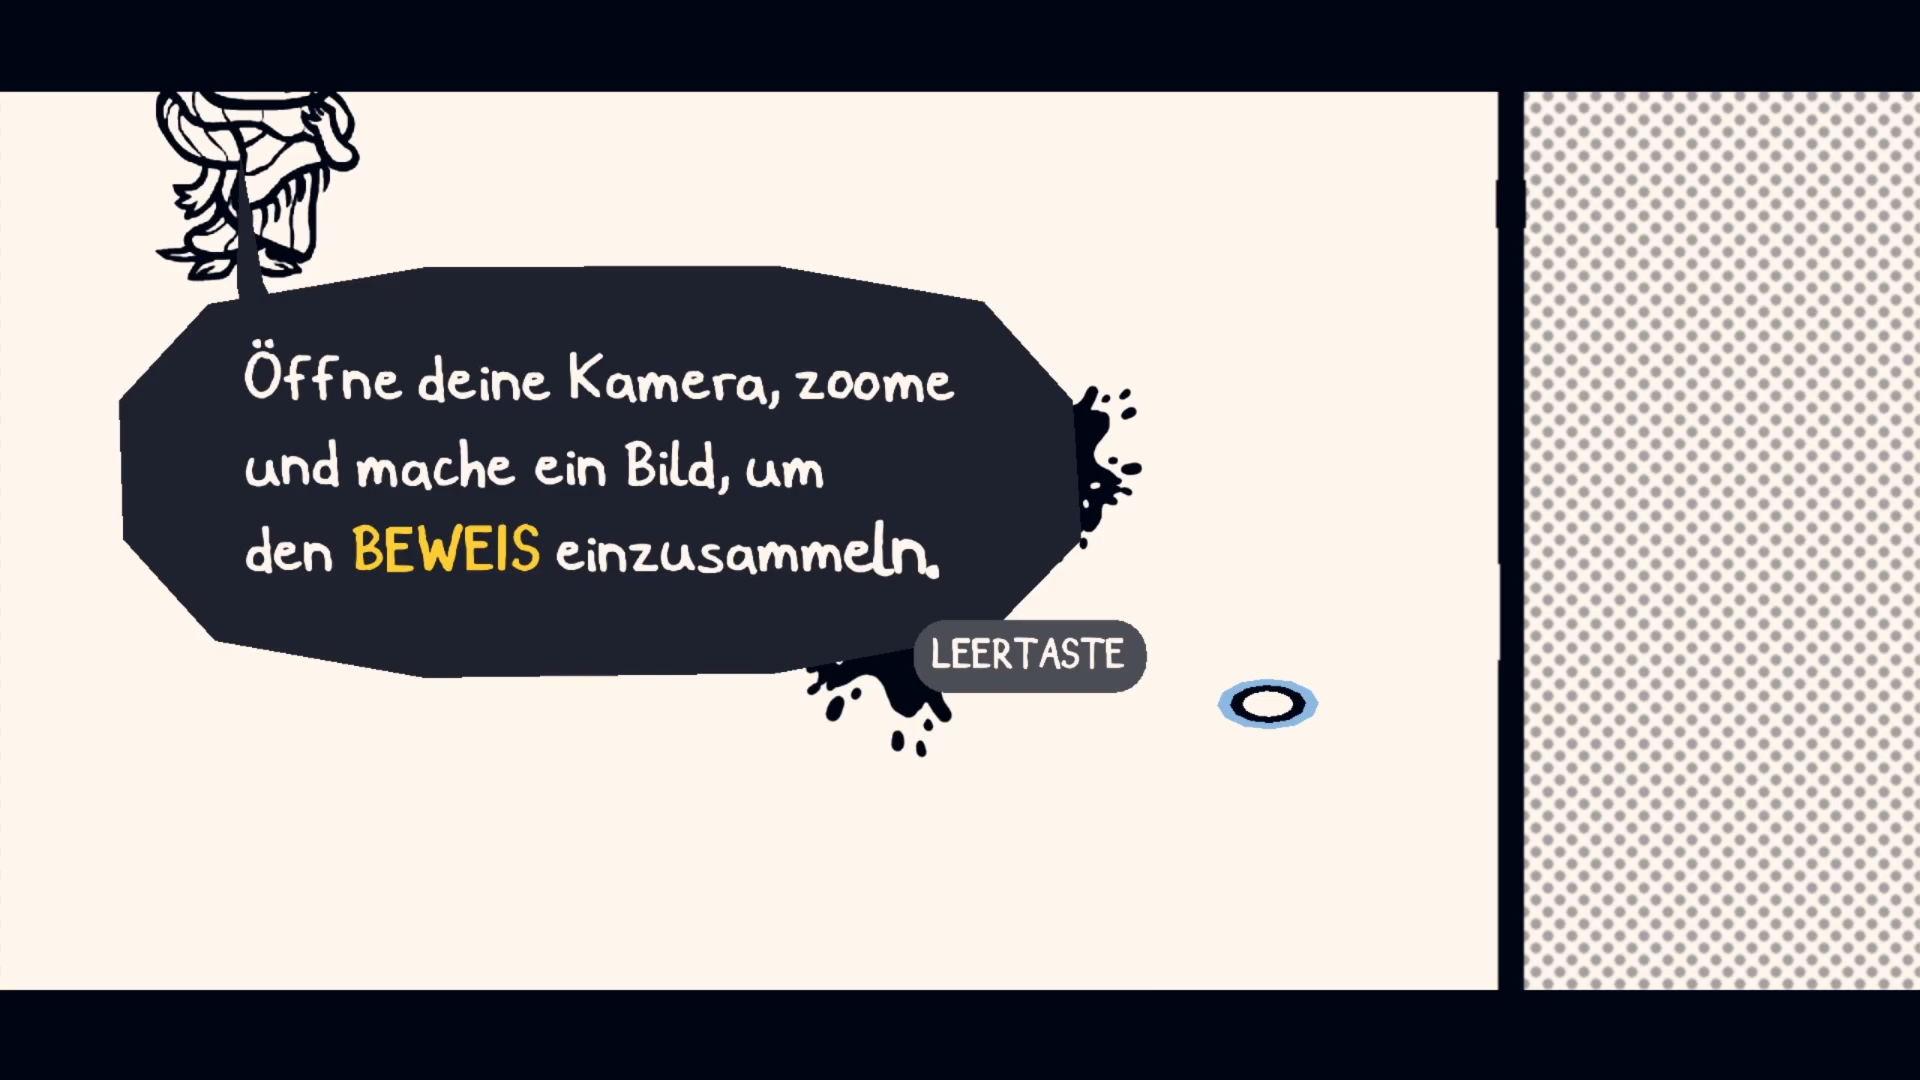 Öffne deine Kamera, zoome
und mache ein Bild, um
den BEWEIS einzusammeln.
LEERTASTE